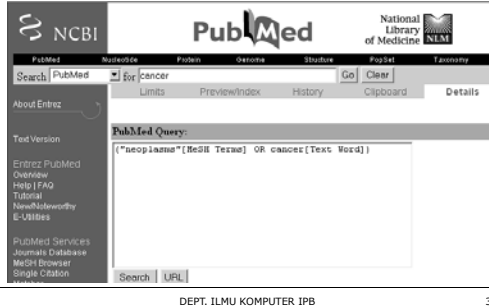 NCBI
PubMed
National
Library
of Medicine NLM
PubMed Nucleotide Protein Genome Structure PopSet Taxonomy
Search PubMed for cancer Go Clear
Limits Preview/Index History Clipboard Details
About Entrez
Text Version
Entrez PubMed
Overview
Help | FAQ
Tutorial
New/Noteworthy
E-Utilities
PubMed Services
Journals Database
MeSH Browser
Single Citation
PubMed Query:
("neoplasms"[MeSH Terms] OR cancer[Text Word])
Search URL
DEPT. ILMU KOMPUTER IPB